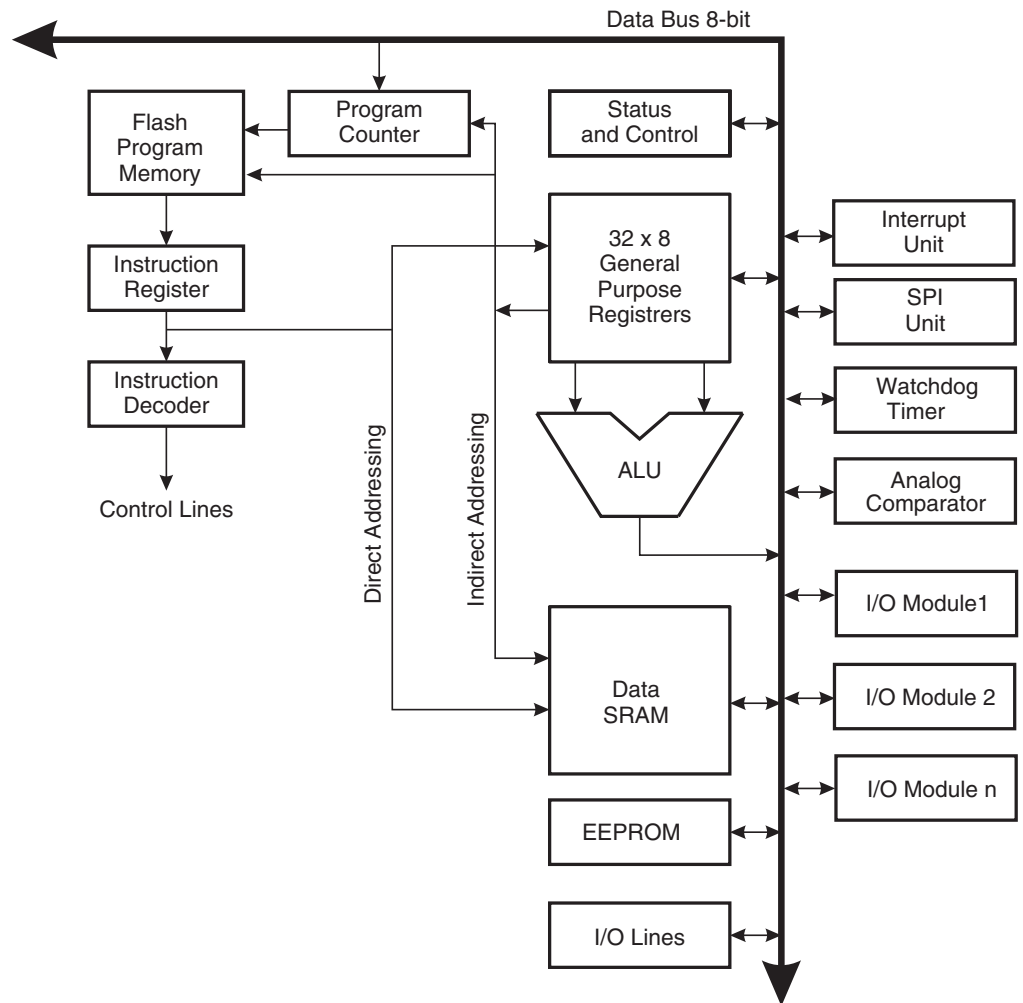 Data Bus 8-bit
Flash
Program
Memory
Program
Counter
Status
and Control
Interrupt
Unit
32 x 8
General
Purpose
Registrers
Instruction
Register
SPI
Unit
Instruction
Decoder
Watchdog
Timer
Direct Addressing
Indirect Addressing
ALU
Control Lines
Analog
Comparator
I/O Module1
Data
SRAM
I/O Module 2
I/O Module n
EEPROM
I/O Lines